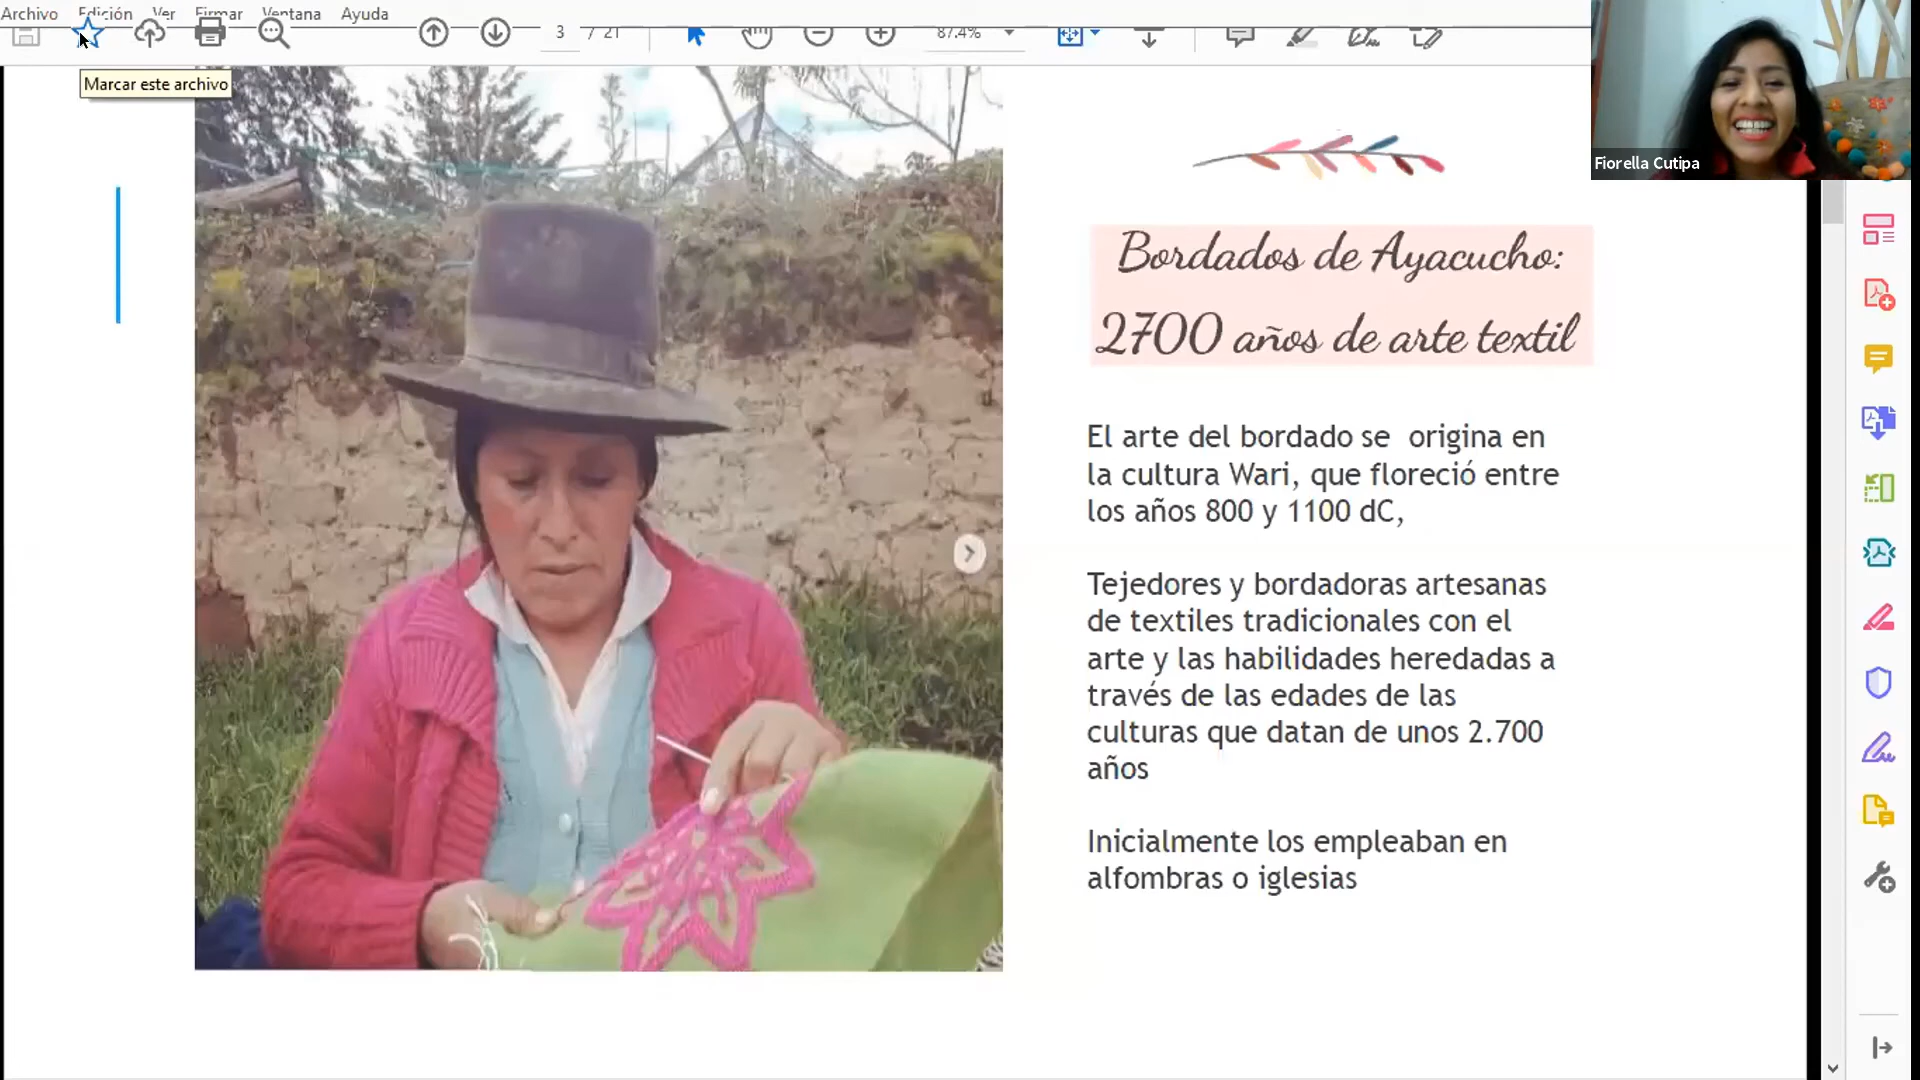 Archivo Edición Ver Firmar Ventana Ayuda
3 / 21
87.4%
Marcar este archivo
Fiorella Cutipa
Bordados de Ayacucho:
2700 años de arte textil
El arte del bordado se origina en
la cultura Wari, que floreció entre
los años 800 y 1100 dC,
Tejedores y bordadoras artesanas
de textiles tradicionales con el
arte y las habilidades heredadas a
través de las edades de las
culturas que datan de unos 2.700
años
Inicialmente los empleaban en
alfombras o iglesias